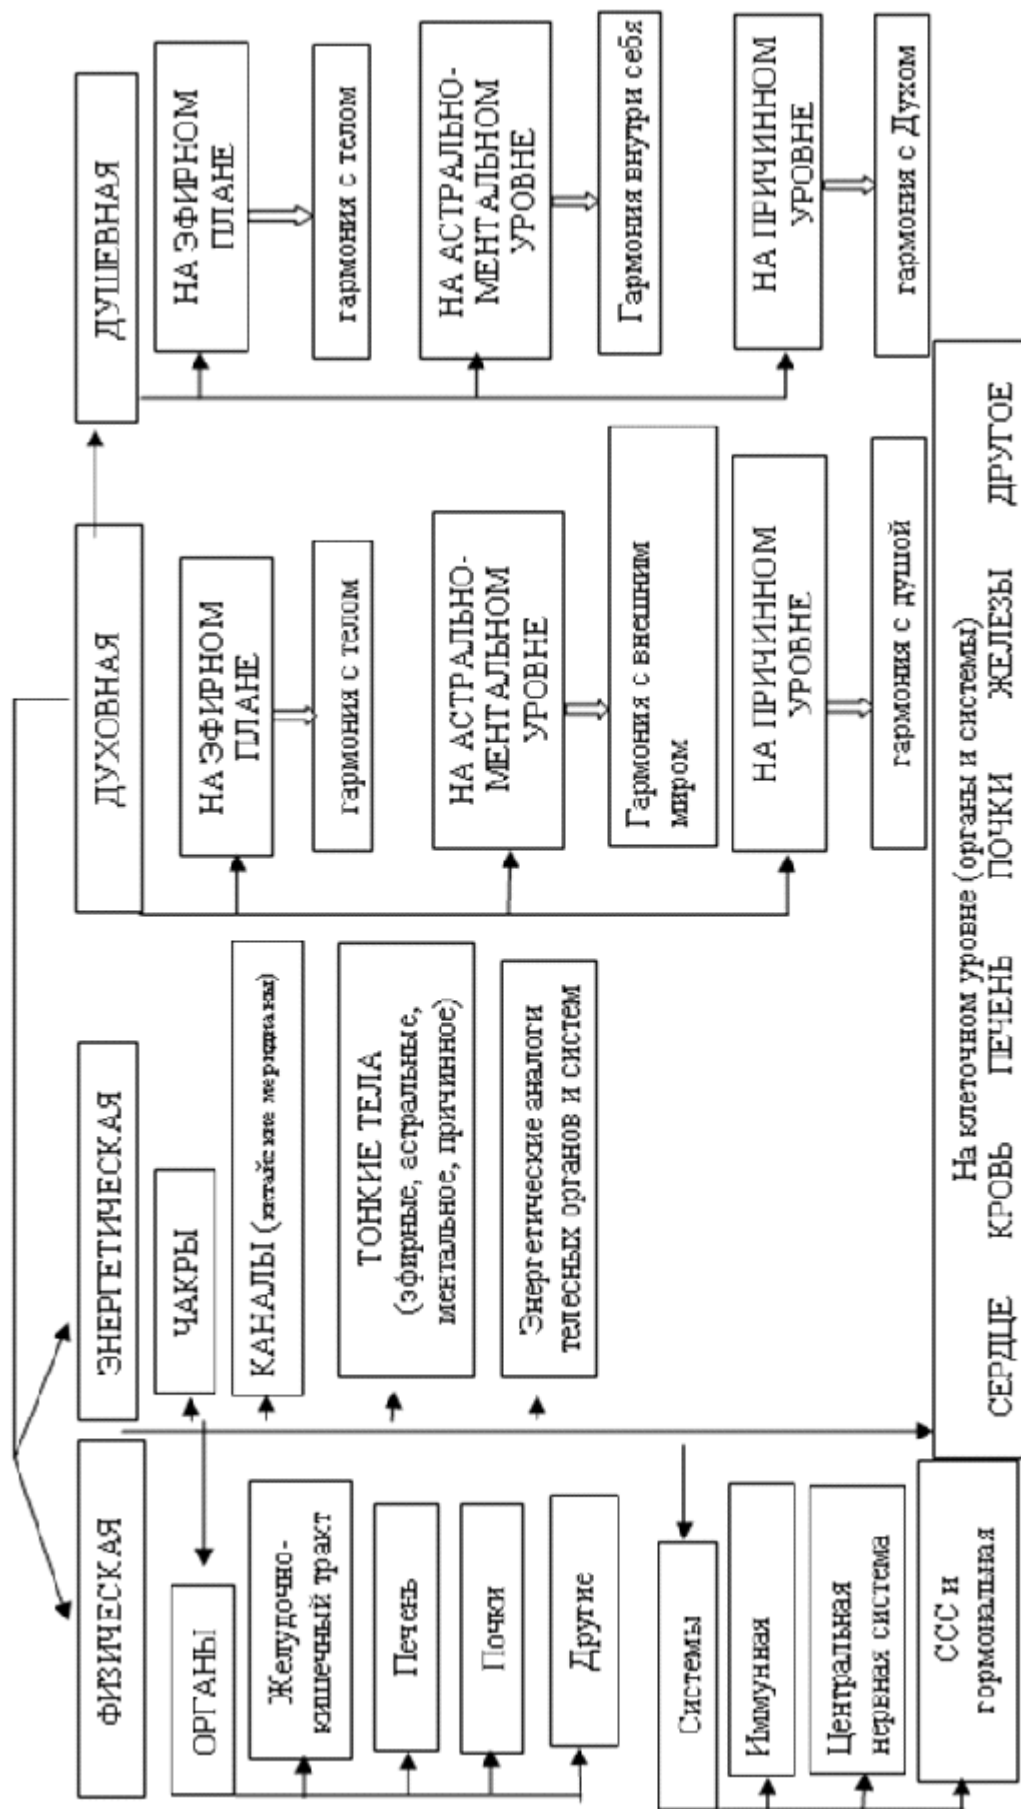 ФИЗИЧЕСКАЯ
ОРГАНЫ
Желудочно-
кишечный тракт
Печень
Почки
Другие
Системы
Иммунная
Центральная
нервная система
ССС и
гормональная
ЭНЕРГЕТИЧЕСКАЯ
ЧАКРЫ
КАНАЛЫ (китайские меридианы)
ТОНКИЕ ТЕЛА
(эфирные, астральные,
ментальное, причинное)
Энергетические аналоги
телесных органов и систем
ДУХОВНАЯ
НА ЭФИРНОМ
ПЛАНЕ
гармония с телом
НА АСТРАЛЬНО-
МЕНТАЛЬНОМ
УРОВНЕ
Гармония с внешним
миром
НА ПРИЧИННОМ
УРОВНЕ
гармония с душой
ДУШЕВНАЯ
НА ЭФИРНОМ
ПЛАНЕ
гармония с телом
НА АСТРАЛЬНО-
МЕНТАЛЬНОМ
УРОВНЕ
Гармония внутри себя
НА ПРИЧИННОМ
УРОВНЕ
гармония с Духом
На клеточном уровне (органы и системы)
СЕРДЦЕ КРОВЬ ПЕЧЕНЬ ПОЧКИ ЖЕЛЕЗЫ ДРУГОЕ